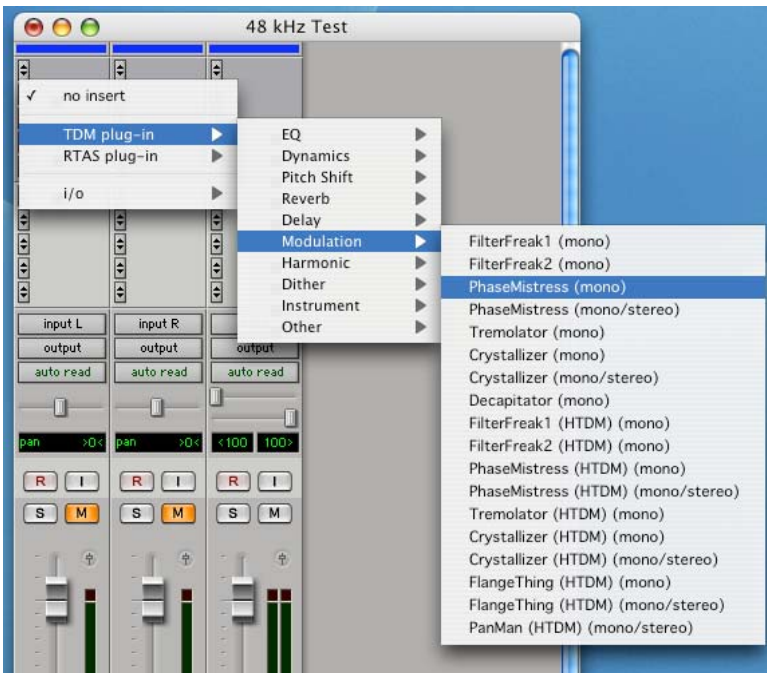 48 kHz Test
✓ no insert
TDM plug-in
RTAS plug-in
i/o
EQ
Dynamics
Pitch Shift
Reverb
Delay
Modulation
Harmonic
Dither
Instrument
Other
FilterFreak1 (mono)
FilterFreak2 (mono)
PhaseMistress (mono)
PhaseMistress (mono/stereo)
Tremolator (mono)
Crystallizer (mono)
Crystallizer (mono/stereo)
Decapitator (mono)
FilterFreak1 (HTDM) (mono)
FilterFreak2 (HTDM) (mono)
PhaseMistress (HTDM) (mono)
PhaseMistress (HTDM) (mono/stereo)
Tremolator (HTDM) (mono)
Crystallizer (HTDM) (mono)
Crystallizer (HTDM) (mono/stereo)
FlangeThing (HTDM) (mono)
FlangeThing (HTDM) (mono/stereo)
PanMan (HTDM) (mono/stereo)
input L input R
output output output
auto read auto read auto read
pan >0< pan >0< <100 100>
R I R I R I
S M S M S M